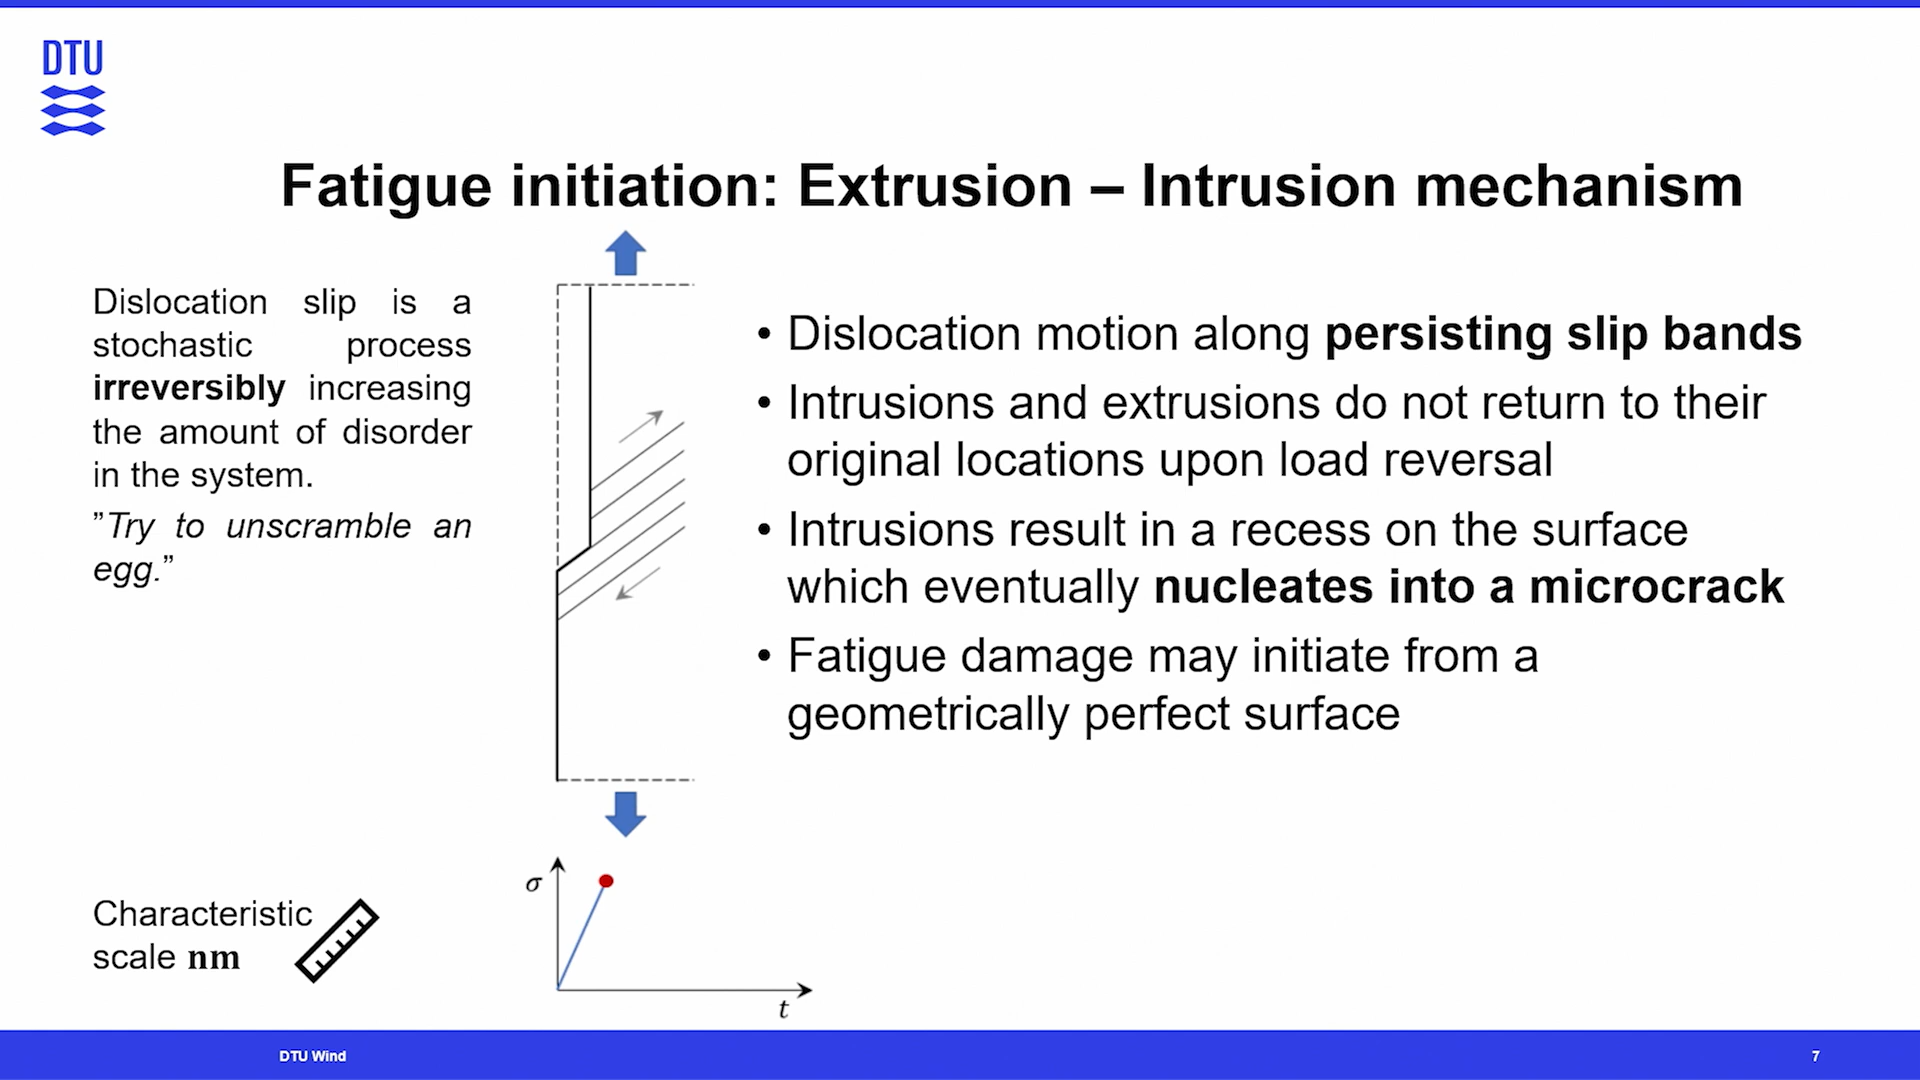 DTU
Fatigue initiation: Extrusion – Intrusion mechanism
Dislocation slip is a
stochastic process
irreversibly increasing
the amount of disorder
in the system.
”Try to unscramble an
egg.”
• Dislocation motion along persisting slip bands
• Intrusions and extrusions do not return to their
original locations upon load reversal
• Intrusions result in a recess on the surface
which eventually nucleates into a microcrack
• Fatigue damage may initiate from a
geometrically perfect surface
Characteristic
scale nm
σ
t
DTU Wind
7